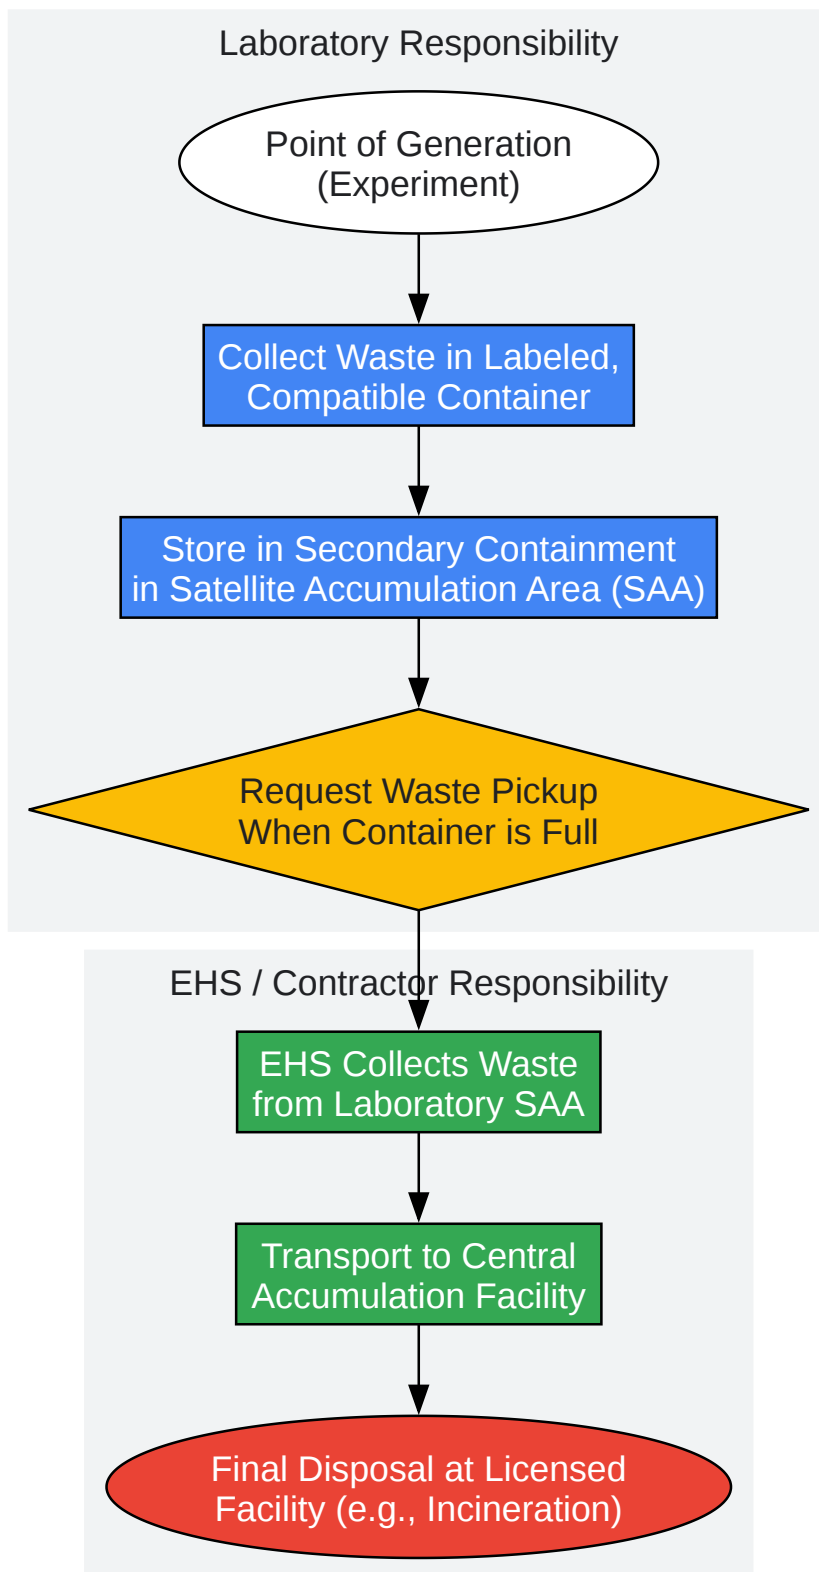 Laboratory Responsibility
Point of Generation
(Experiment)
Collect Waste in Labeled,
Compatible Container
Store in Secondary Containment
in Satellite Accumulation Area (SAA)
Request Waste Pickup
When Container is Full
EHS / Contractor Responsibility
EHS Collects Waste
from Laboratory SAA
Transport to Central
Accumulation Facility
Final Disposal at Licensed
Facility (e.g., Incineration)